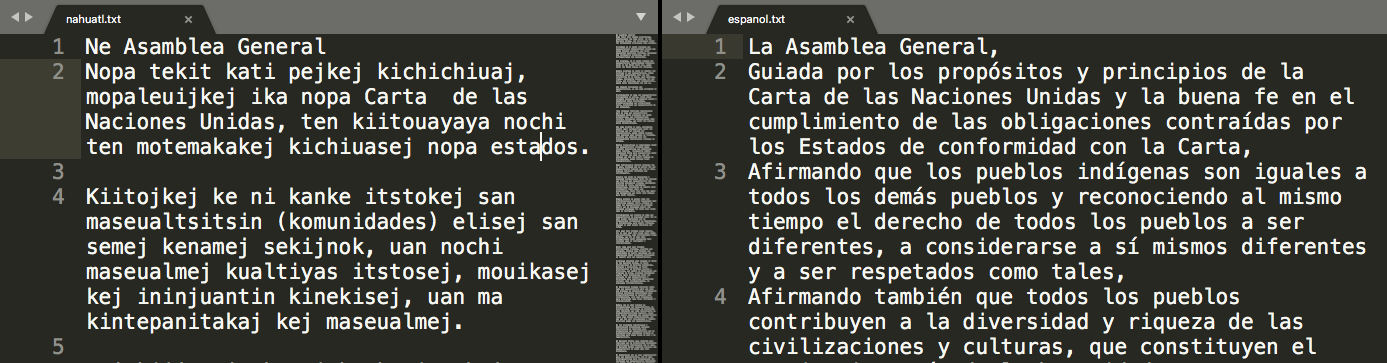 nahuatl.txt
1 Ne Asamblea General
2 Nopa tekit kati pejkej kichichiuaj,
mopaleuijkej ika nopa Carta  de las
Naciones Unidas, ten kiitouayaya nochi
ten motemakakej kichiuasej nopa estados.
3
4 Kiitojkej ke ni kanke itstokej san
maseualtsitsin (komunidades) elisej san
semej kenamej sekijnok, uan nochi
maseualmej kualtiyas itstosej, mouikasej
kej ininjuantin kinekisej, uan ma
kintepanitakaj kej maseualmej.
5
espanol.txt
1 La Asamblea General,
2 Guiada por los propósitos y principios de la
Carta de las Naciones Unidas y la buena fe en el
cumplimiento de las obligaciones contraídas por
los Estados de conformidad con la Carta,
3 Afirmando que los pueblos indígenas son iguales a
todos los demás pueblos y reconociendo al mismo
tiempo el derecho de todos los pueblos a ser
diferentes, a considerarse a sí mismos diferentes
y a ser respetados como tales,
4 Afirmando también que todos los pueblos
contribuyen a la diversidad y riqueza de las
civilizaciones y culturas, que constituyen el